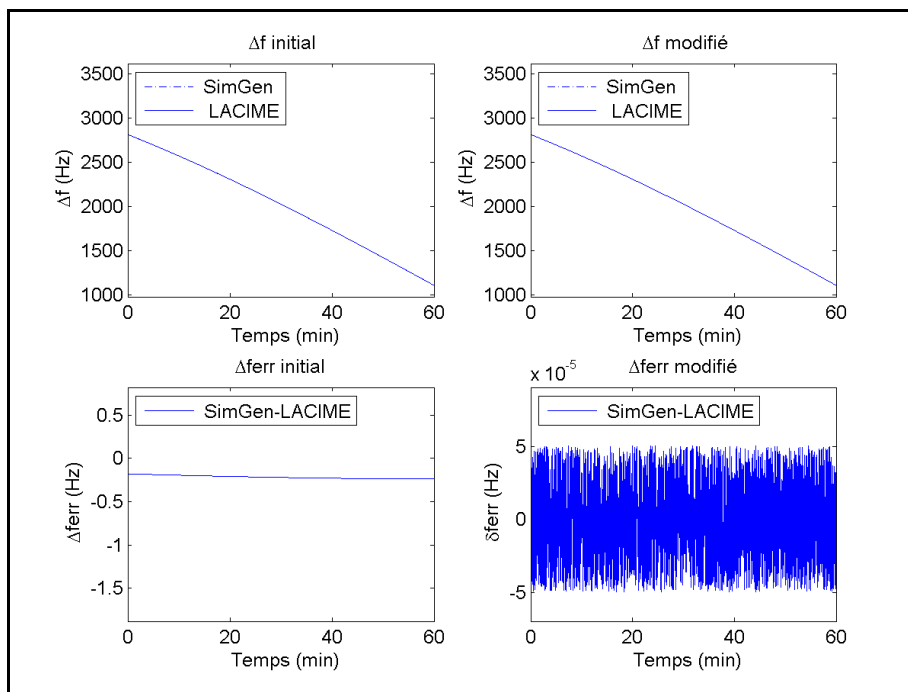 Δf initial
3500
3000
2500
2000
1500
1000
Δf (Hz)
SimGen
LACIME
0 20 40 60
Temps (min)
Δf modifié
3500
3000
2500
2000
1500
1000
Δf (Hz)
SimGen
LACIME
0 20 40 60
Temps (min)
Δferr initial
0.5
0
-0.5
-1
-1.5
Δferr (Hz)
SimGen-LACIME
0 20 40 60
Temps (min)
Δferr modifié
x 10-5
5
0
-5
δferr (Hz)
SimGen-LACIME
0 20 40 60
Temps (min)